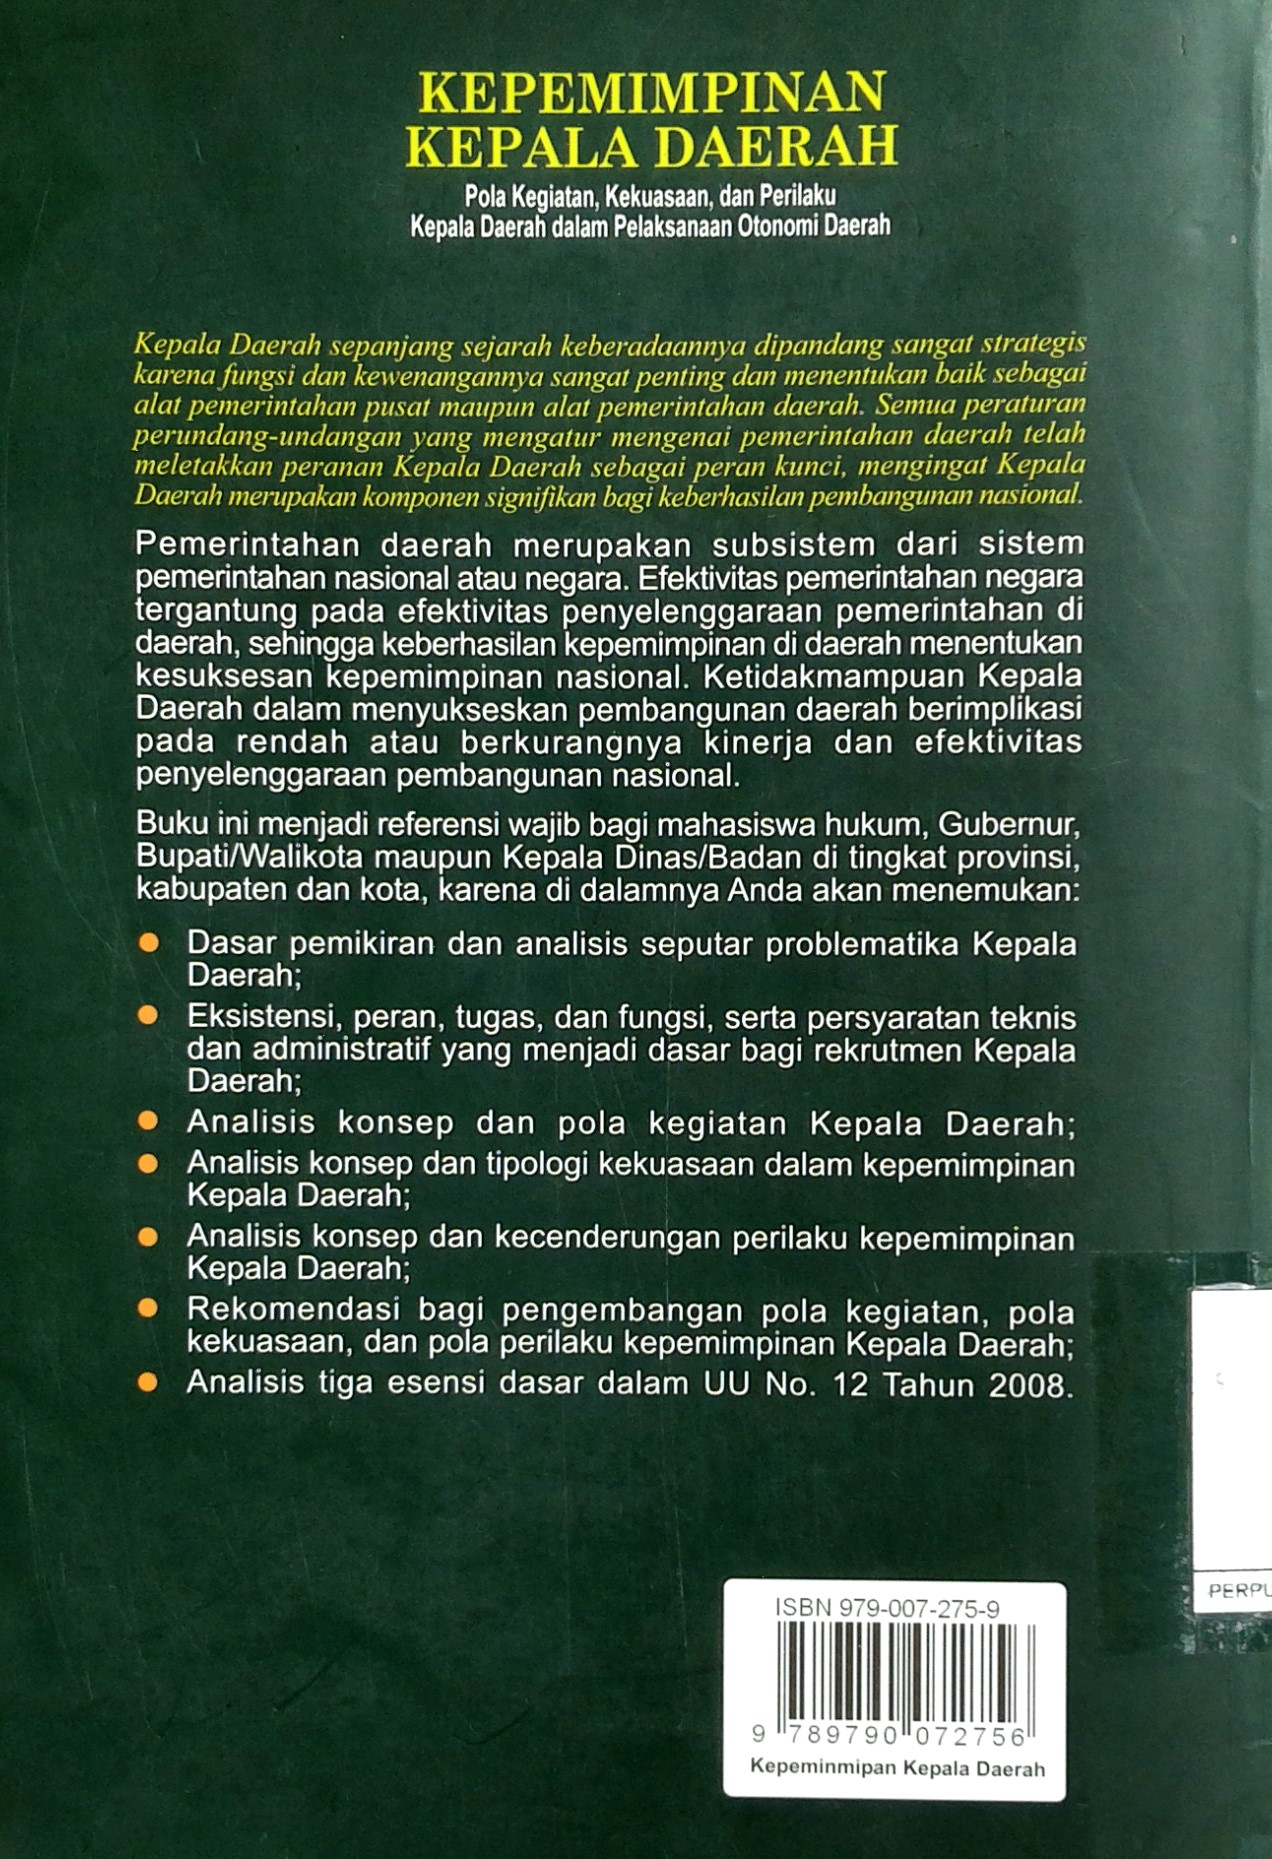 KEPEMIMPINAN
KEPALA DAERAH
Pola Kegiatan, Kekuasaan, dan Perilaku
Kepala Daerah dalam Pelaksanaan Otonomi Daerah
Kepala Daerah sepanjang sejarah keberadaannya dipandang sangat strategis
karena fungsi dan kewenangannya sangat penting dan menentukan baik sebagai
alat pemerintahan pusat maupun alat pemerintahan daerah. Semua peraturan
perundang-undangan yang mengatur mengenai pemerintahan daerah telah
meletakkan peranan Kepala Daerah sebagai peran kunci, mengingat Kepala
Daerah merupakan komponen signifikan bagi keberhasilan pembangunan nasional.
Pemerintahan daerah merupakan subsistem dari sistem
pemerintahan nasional atau negara. Efektivitas pemerintahan negara
tergantung pada efektivitas penyelenggaraan pemerintahan di
daerah, sehingga keberhasilan kepemimpinan di daerah menentukan
kesuksesan kepemimpinan nasional. Ketidakmampuan Kepala
Daerah dalam menyukseskan pembangunan daerah berimplikasi
pada rendah atau berkurangnya kinerja dan efektivitas
penyelenggaraan pembangunan nasional.
Buku ini menjadi referensi wajib bagi mahasiswa hukum, Gubernur,
Bupati/Walikota maupun Kepala Dinas/Badan di tingkat provinsi,
kabupaten dan kota, karena di dalamnya Anda akan menemukan:
● Dasar pemikiran dan analisis seputar problematika Kepala
Daerah;
● Eksistensi, peran, tugas, dan fungsi, serta persyaratan teknis
dan administratif yang menjadi dasar bagi rekrutmen Kepala
Daerah;
● Analisis konsep dan pola kegiatan Kepala Daerah;
● Analisis konsep dan tipologi kekuasaan dalam kepemimpinan
Kepala Daerah;
● Analisis konsep dan kecenderungan perilaku kepemimpinan
Kepala Daerah;
● Rekomendasi bagi pengembangan pola kegiatan, pola
kekuasaan, dan pola perilaku kepemimpinan Kepala Daerah;
● Analisis tiga esensi dasar dalam UU No. 12 Tahun 2008.
PERPU
ISBN 979-007-275-9
9 789790 072756
Kepeminmipan Kepala Daerah